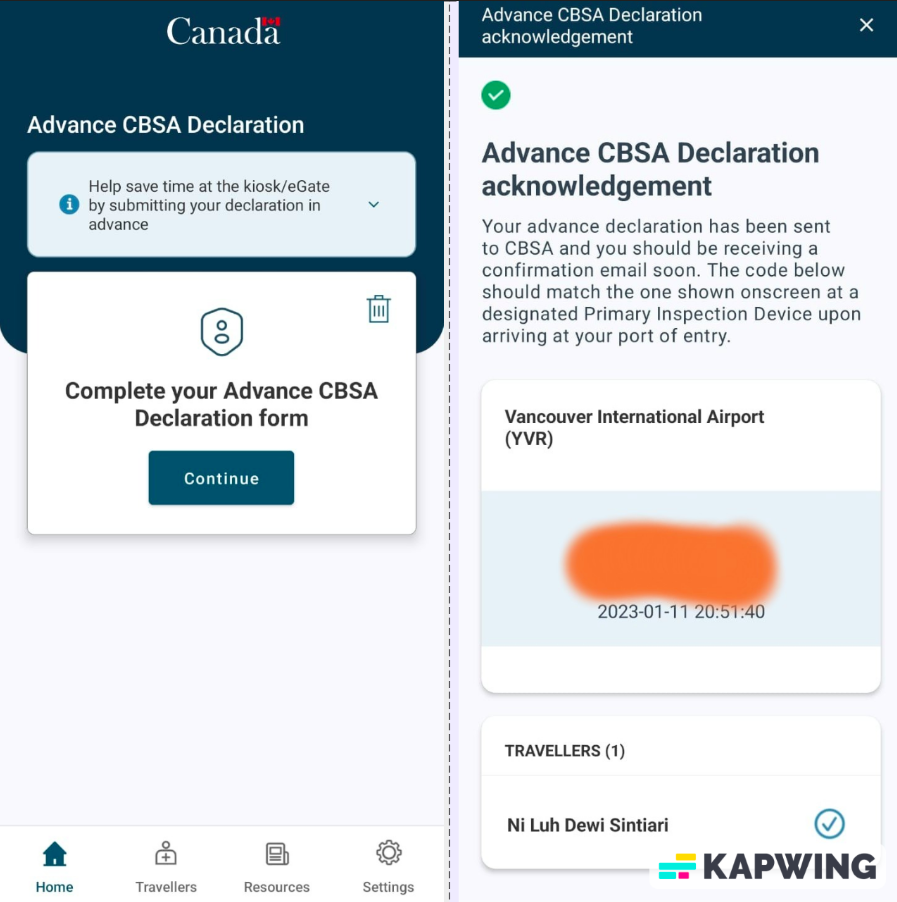 Canada
Advance CBSA Declaration
Help save time at the kiosk/eGate
by submitting your declaration in
advance
Complete your Advance CBSA
Declaration form
Continue
Home
Travellers
Resources
Settings
Advance CBSA Declaration
acknowledgement
Advance CBSA Declaration
acknowledgement
Your advance declaration has been sent
to CBSA and you should be receiving a
confirmation email soon. The code below
should match the one shown onscreen at a
designated Primary Inspection Device upon
arriving at your port of entry.
Vancouver International Airport
(YVR)
2023-01-11 20:51:40
TRAVELLERS (1)
Ni Luh Dewi Sintiari
KAPWING